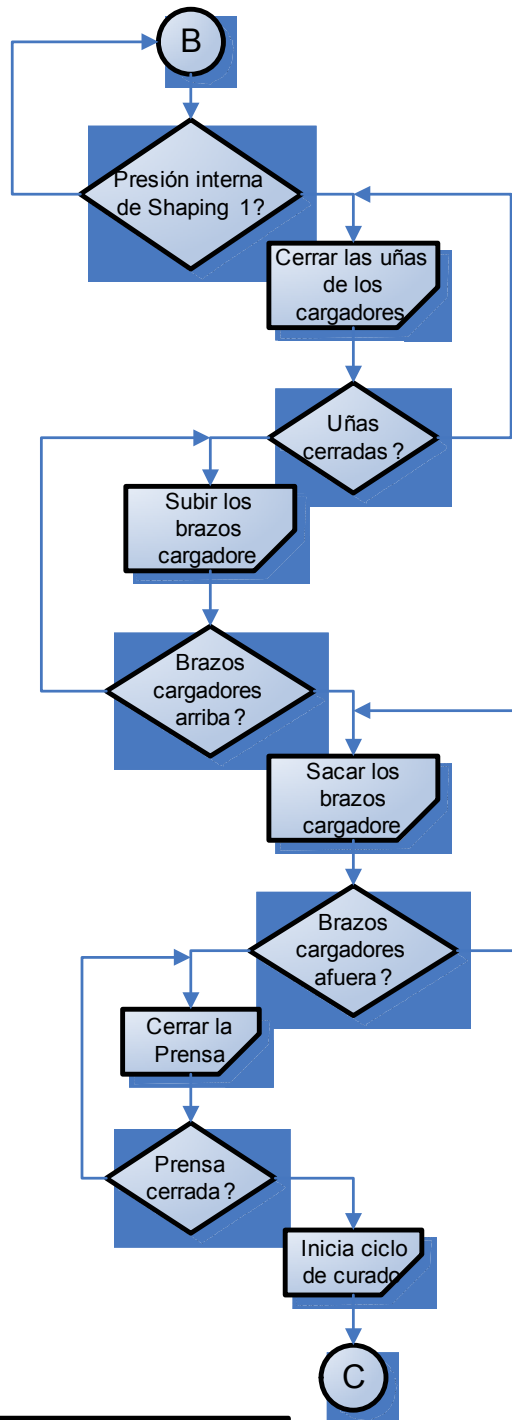 B
Presión interna
de Shaping 1?
Cerrar las uñas
de los
cargadores
Uñas
cerradas ?
Subir los
brazos
cargadore
Brazos
cargadores
arriba ?
Sacar los
brazos
cargadore
Brazos
cargadores
afuera ?
Cerrar la
Prensa
Prensa
cerrada ?
Inicia ciclo
de curado
C